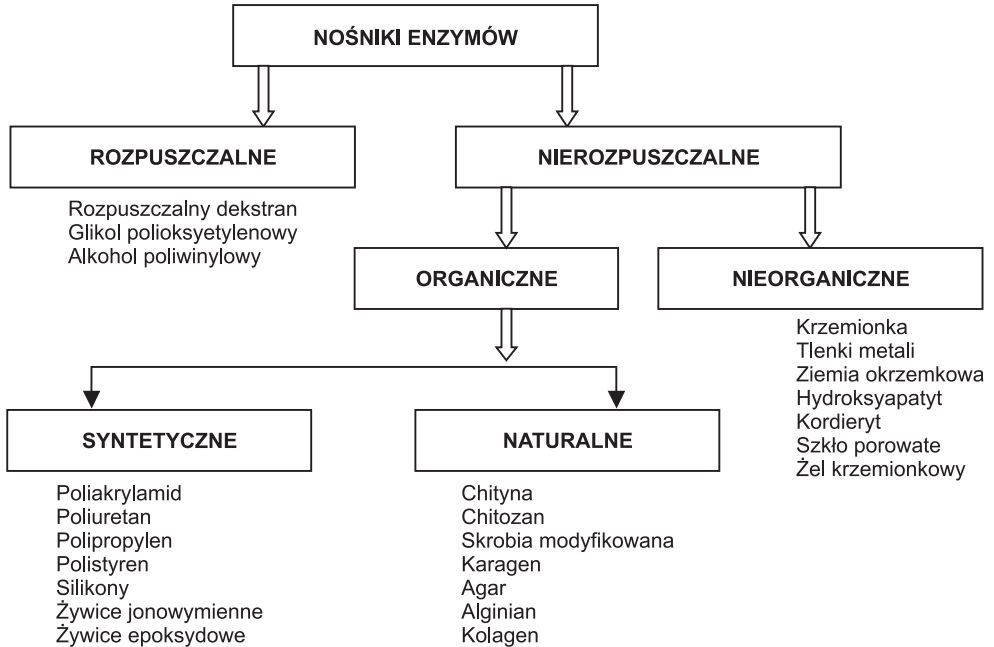 NOŚNIKI ENZYMÓW
ROZPUSZCZALNE
NIEROZPUSZCZALNE
Rozpuszczalny dekstran
Glikol polioksyetylenowy
Alkohol poliwinylowy
ORGANICZNE
NIEORGANICZNE
Krzemionka
Tlenki metali
Ziemia okrzemkowa
Hydroksyapatyt
Kordieryt
Szkło porowate
Żel krzemionkowy
SYNTETYCZNE
NATURALNE
Poliakrylamid
Poliuretan
Polipropylen
Polistyren
Silikony
Żywice jonowymienne
Żywice epoksydowe
Chityna
Chitozan
Skrobia modyfikowana
Karagen
Agar
Alginian
Kolagen